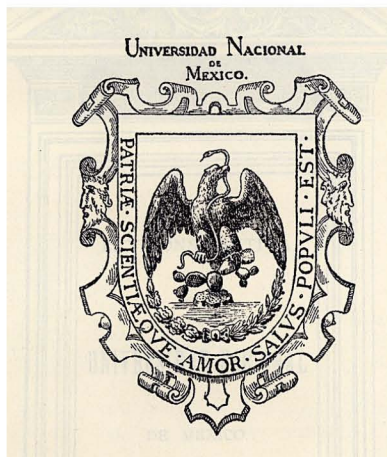 UNIVERSIDAD NACIONAL
DE
MEXICO.
PATRIÆ · SCIENTIÆQVE · AMOR · SALVS · POPVLI · EST ·